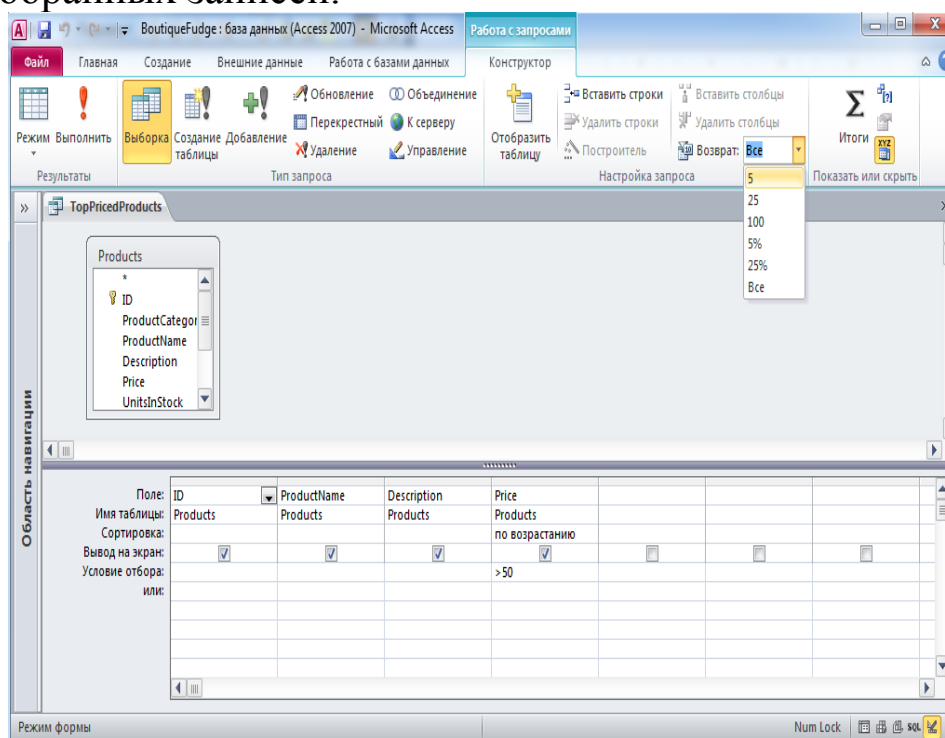 обранных записей.
BoutiqueFudge : база данных (Access 2007) - Microsoft Access
Работа с запросами
Файл Главная Создание Внешние данные Работа с базами данных Конструктор
Режим
Выполнить
Результаты
Выборка
Создание таблицы
Добавление
Обновление
Перекрестный
Удаление
Объединение
К серверу
Управление
Тип запроса
Отобразить таблицу
Вставить строки
Удалить строки
Построитель
Вставить столбцы
Удалить столбцы
Возврат: Все
Настройка запроса
5
25
100
5%
25%
Все
Итоги
Показать или скрыть
TopPricedProducts
Область навигации
Products
*
ID
ProductCategor
ProductName
Description
Price
UnitsInStock
Поле: ID ProductName Description Price
Имя таблицы: Products Products Products Products
Сортировка: по возрастанию
Вывод на экран:
Условие отбора: >50
или:
Режим формы
Num Lock
SQL